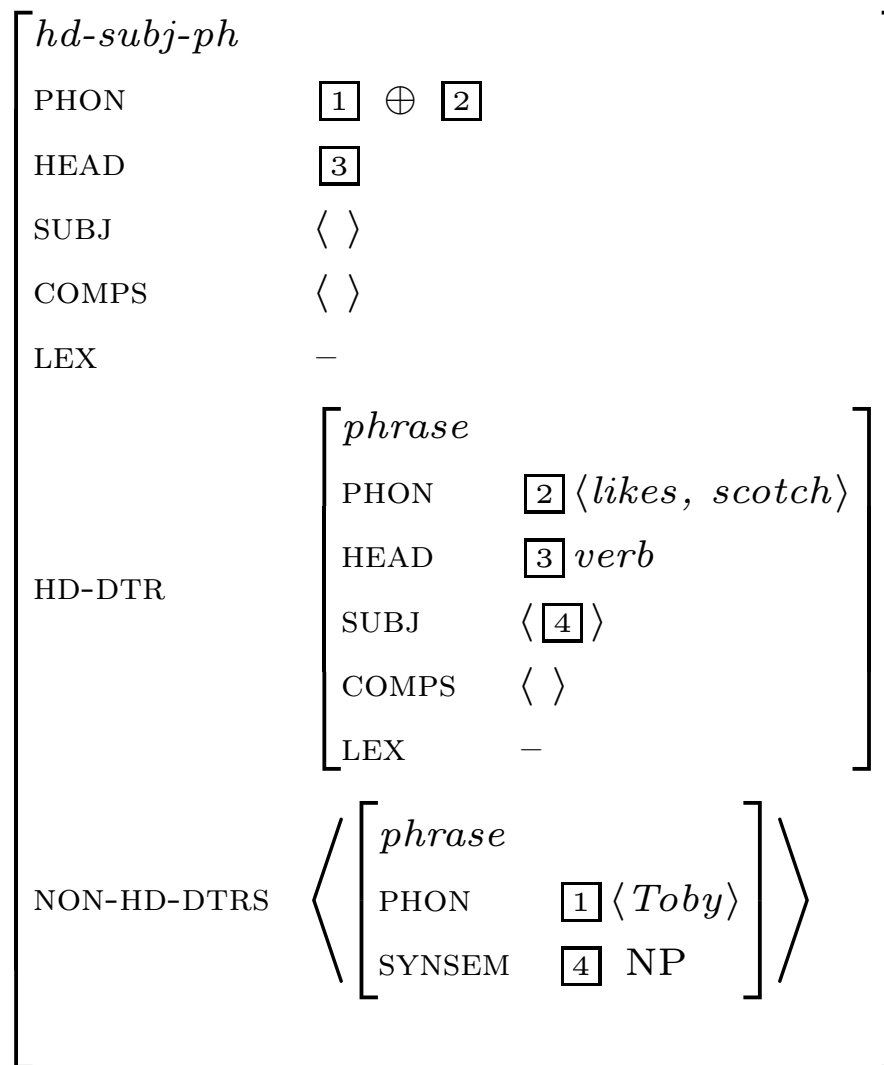 hd-subj-ph
PHON 1 ⊕ 2
HEAD 3
SUBJ ⟨ ⟩
COMPS ⟨ ⟩
LEX –
phrase
PHON 2 ⟨likes, scotch⟩
HEAD 3 verb
HD-DTR
SUBJ ⟨ 4 ⟩
COMPS ⟨ ⟩
LEX –
phrase
NON-HD-DTRS ⟨ PHON 1 ⟨Toby⟩ ⟩
SYNSEM 4 NP